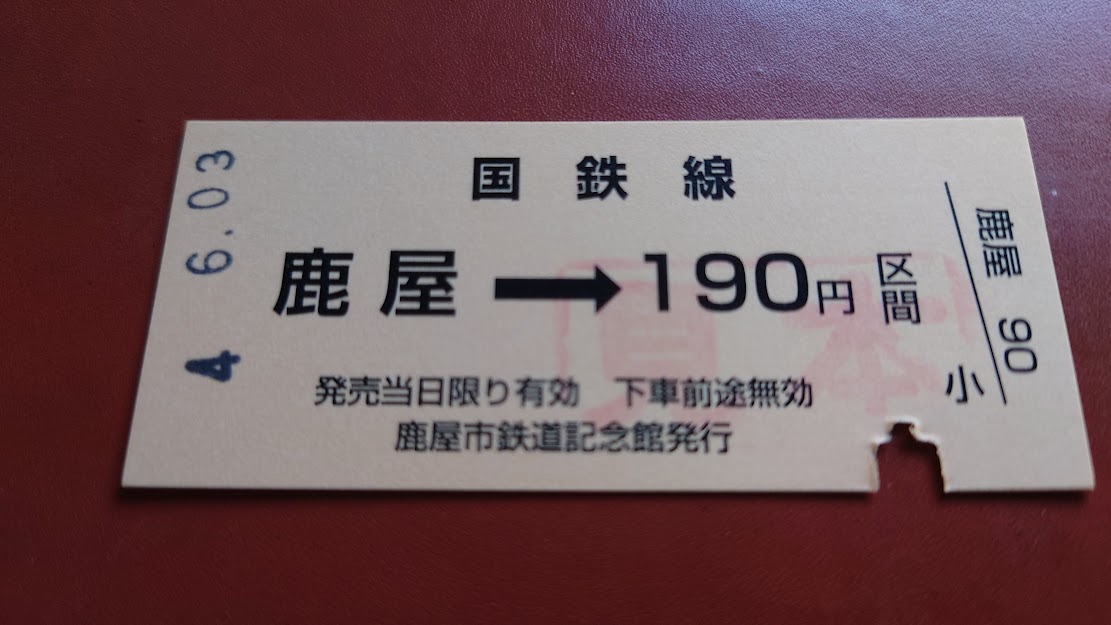 4. 6.03
国鉄線
鹿屋→190円区間
発売当日限り有効 下車前途無効
鹿屋市鉄道記念館発行
鹿屋 90
小